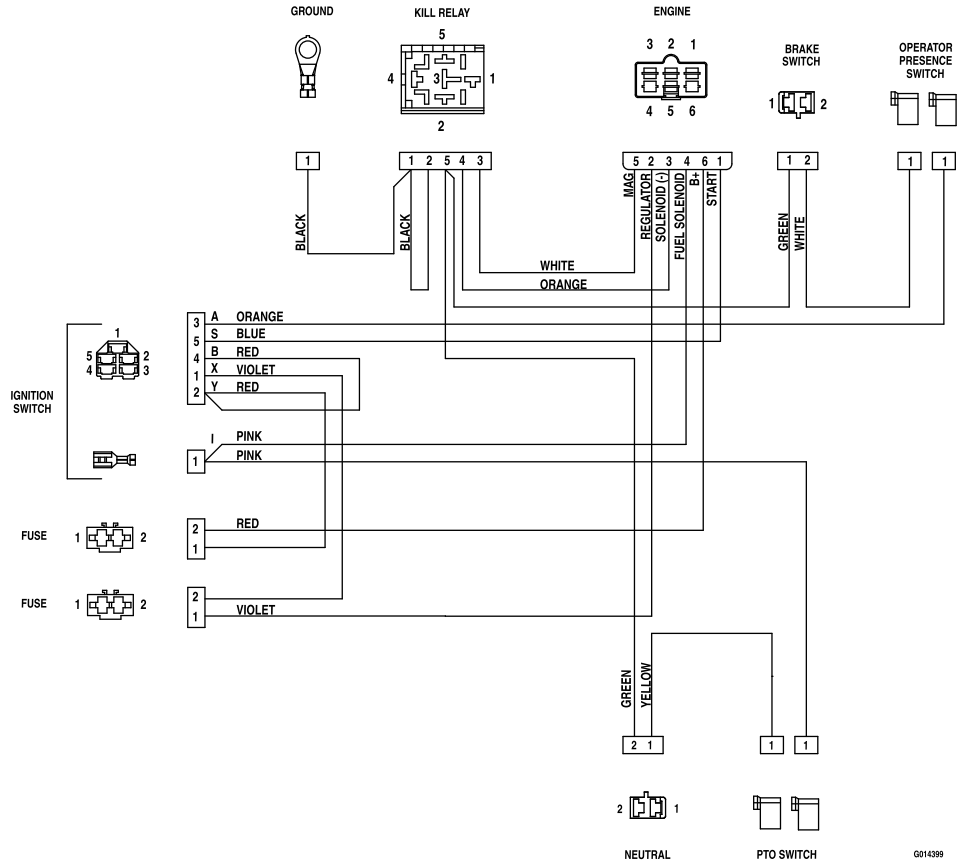 GROUND
KILL RELAY
ENGINE
BRAKE
SWITCH
OPERATOR
PRESENCE
SWITCH
5
4 3 1
2
3 2 1
4 5 6
1 2
1
1 2 5 4 3
5 2 3 4 6 1
1 2
1
1
MAG
REGULATOR
SOLENOID (-)
FUEL SOLENOID
B+
START
BLACK
BLACK
GREEN
WHITE
WHITE
ORANGE
IGNITION
SWITCH
1
5 2
4 3
3 A ORANGE
5 S BLUE
4 B RED
1 X VIOLET
2 Y RED
I PINK
1 PINK
FUSE 1 2
2 RED
1
FUSE 1 2
2
1 VIOLET
GREEN
YELLOW
2 1
1
1
2 1
NEUTRAL
PTO SWITCH
G014399